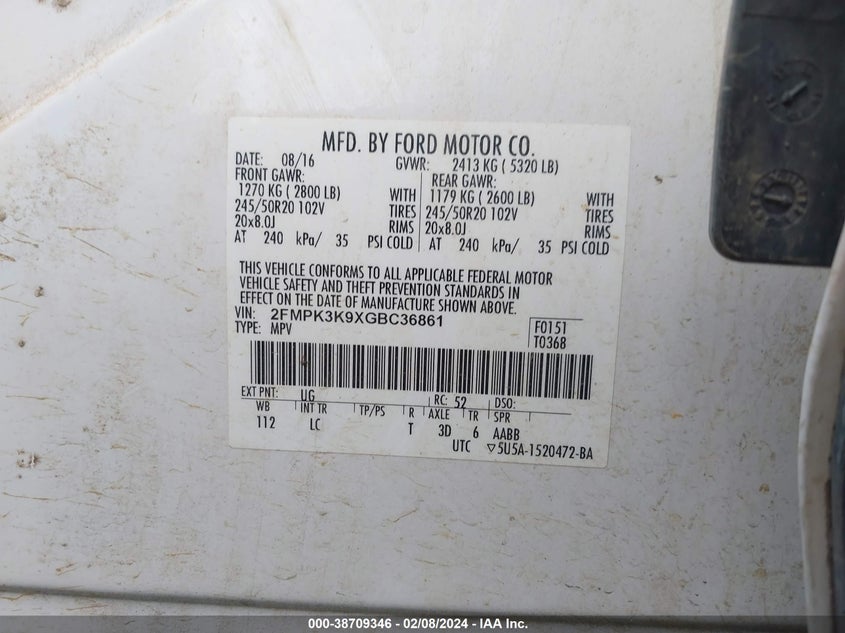 MFD. BY FORD MOTOR CO.
DATE: 08/16 GVWR: 2413 KG ( 5320 LB)
FRONT GAWR: REAR GAWR:
1270 KG ( 2800 LB) WITH 1179 KG ( 2600 LB) WITH
245/50R20 102V TIRES 245/50R20 102V TIRES
20x8.0J RIMS 20x8.0J RIMS
AT 240 kPa/ 35 PSI COLD AT 240 kPa/ 35 PSI COLD
THIS VEHICLE CONFORMS TO ALL APPLICABLE FEDERAL MOTOR
VEHICLE SAFETY AND THEFT PREVENTION STANDARDS IN
EFFECT ON THE DATE OF MANUFACTURE SHOWN ABOVE.
VIN: 2FMPK3K9XGBC36861 F0151
TYPE: MPV T0368
EXT PNT: UG RC: 52 DSO:
WB INT TR TP/PS R AXLE TR SPR
112 LC T 3D 6 AABB
UTC ▽5U5A-1520472-BA
000-38709346 - 02/08/2024 - IAA Inc.